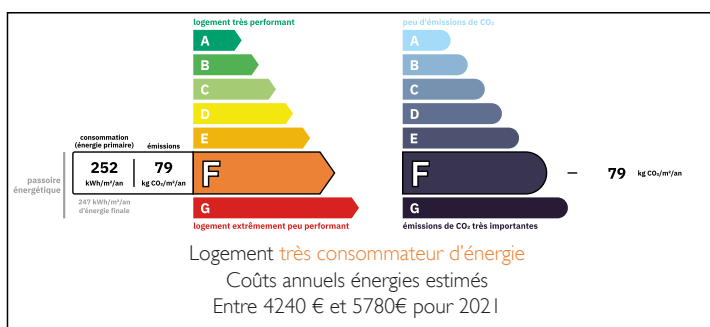 logement très performant
A
B
C
D
E
consommation
(énergie primaire)
émissions
passoire
énergétique
252
kWh/m²/an
79
kg CO₂/m²/an
F
247 kWh/m²/an
d'énergie finale
G
logement extrêmement peu performant
peu d'émissions de CO₂
A
B
C
D
E
F
79 kg CO₂/m²/an
G
émissions de CO₂ très importantes
Logement très consommateur d'énergie
Coûts annuels énergies estimés
Entre 4240 € et 5780€ pour 2021